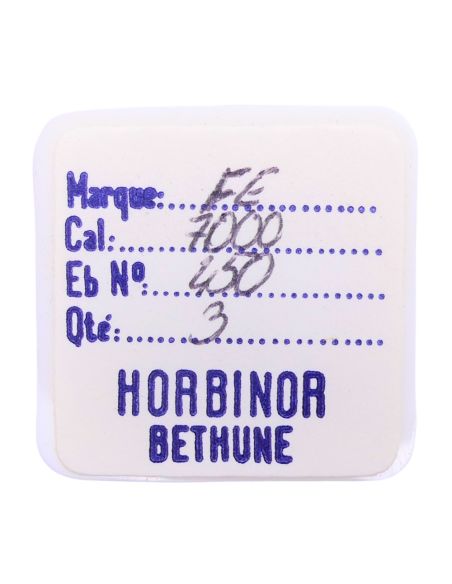 Marque: FE
Cal: 7000
Eb Nº: 450
Qté: 3
HORBINOR
BETHUNE